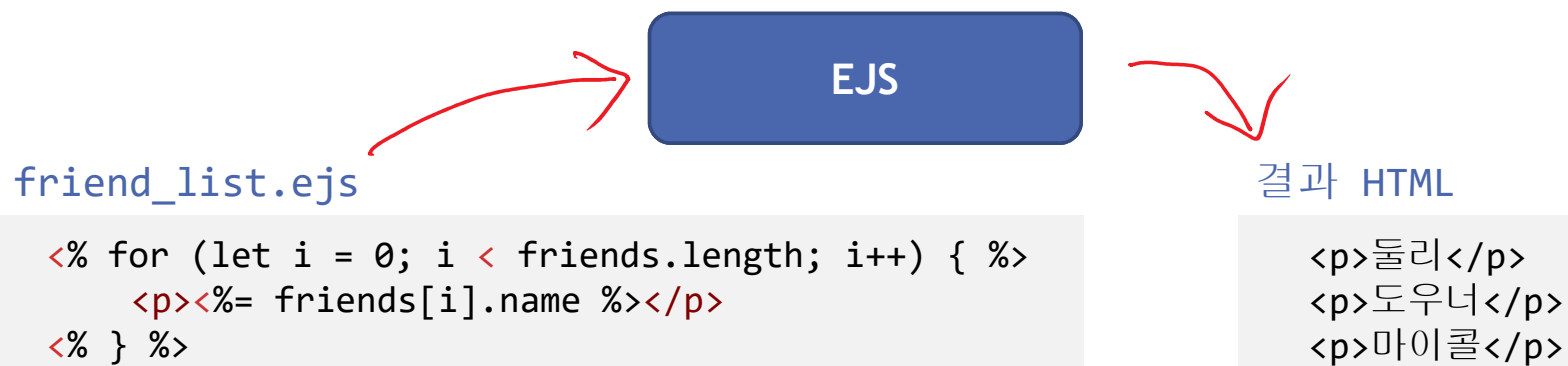 EJS
friend_list.ejs
<% for (let i = 0; i < friends.length; i++) { %>
<p><%= friends[i].name %></p>
<% } %>
결과 HTML
<p>둘리</p>
<p>도우너</p>
<p>마이콜</p>